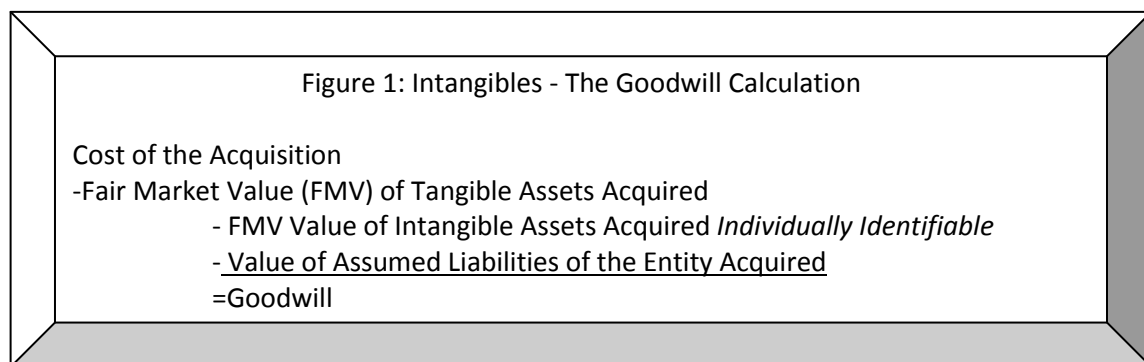 Figure 1: Intangibles - The Goodwill Calculation
Cost of the Acquisition
-Fair Market Value (FMV) of Tangible Assets Acquired
- FMV Value of Intangible Assets Acquired Individually Identifiable
- Value of Assumed Liabilities of the Entity Acquired
=Goodwill